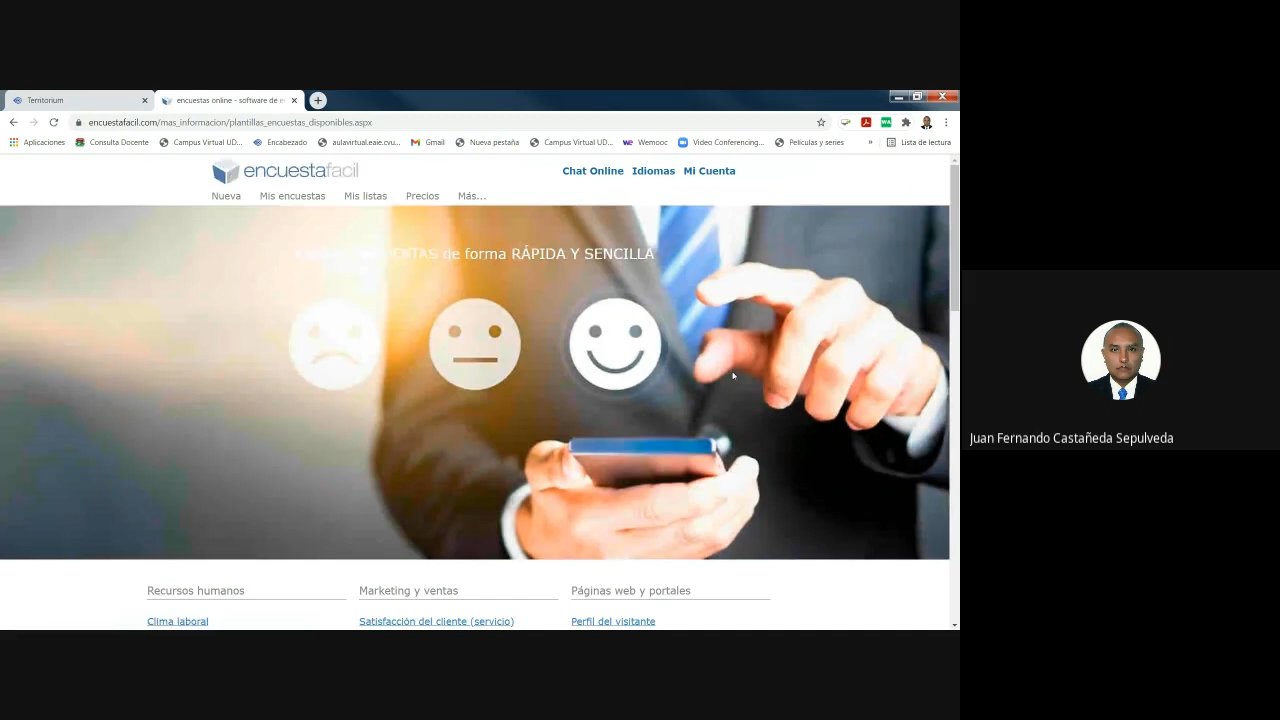 Territorium
encuestas online - software de e
encuestafacil.com/mas_informacion/plantillas_encuestas_disponibles.aspx
Aplicaciones
Consulta Docente
Campus Virtual UD...
Encabezado
aulavirtual.eaie.cvu...
Gmail
Nueva pestaña
Campus Virtual UD...
Wemooc
Video Conferencing...
Películas y series
»
Lista de lectura
encuestafacil
Chat Online Idiomas Mi Cuenta
Nueva Mis encuestas Mis listas Precios Más...
de forma RÁPIDA Y SENCILLA
Juan Fernando Castañeda Sepulveda
Recursos humanos
Marketing y ventas
Páginas web y portales
Clima laboral
Satisfacción del cliente (servicio)
Perfil del visitante